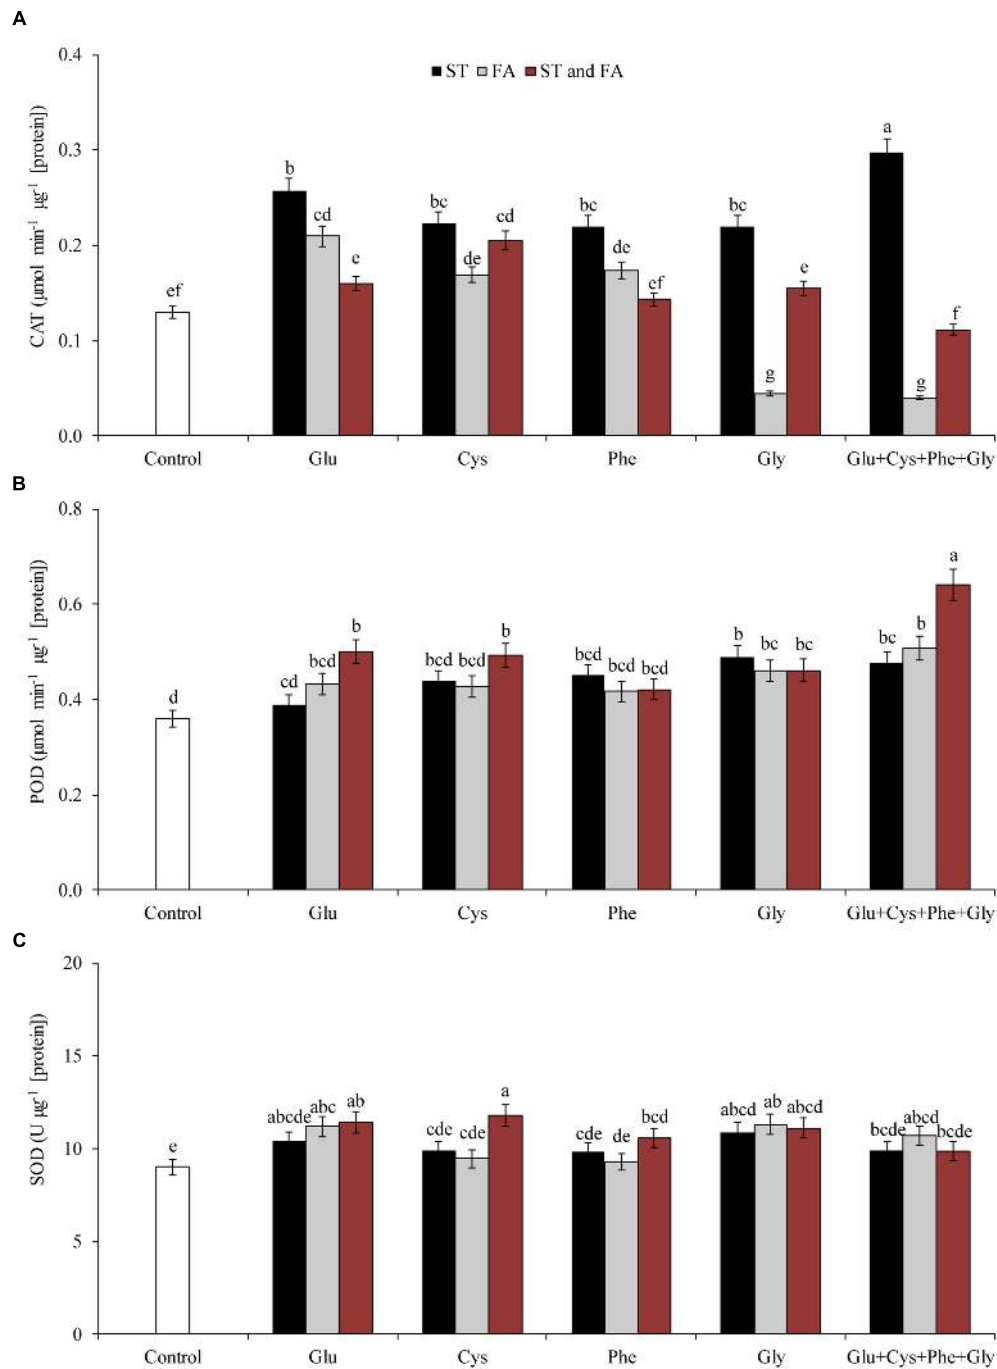 A
0.4
ST FA ST and FA
a
0.3
b
bc cd bc bc
cd
0.2
e de de ef e
ef
f
0.1
g g
0.0
CAT (µmol min-1 µg-1 [protein])
Control Glu Cys Phe Gly Glu+Cys+Phe+Gly
B
0.8
a
0.6
b b b bc b
bcd bcd bcd bcd bcd bcd bc bc
cd
d
0.4
0.2
0.0
POD (µmol min-1 µg-1 [protein])
Control Glu Cys Phe Gly Glu+Cys+Phe+Gly
C
20
15
a
abcde abc ab abcd ab abcd abcd
cde cde cde de bcd bcde bcde
e
10
5
0
SOD (U µg-1 [protein])
Control Glu Cys Phe Gly Glu+Cys+Phe+Gly